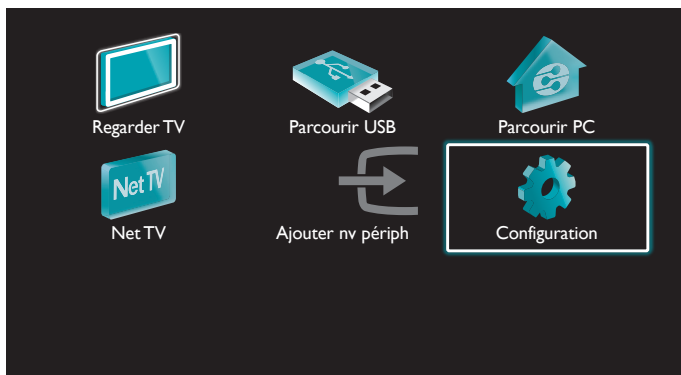 Regarder TV
Parcourir USB
Parcourir PC
Net TV
Net TV
Ajouter nv périph
Configuration